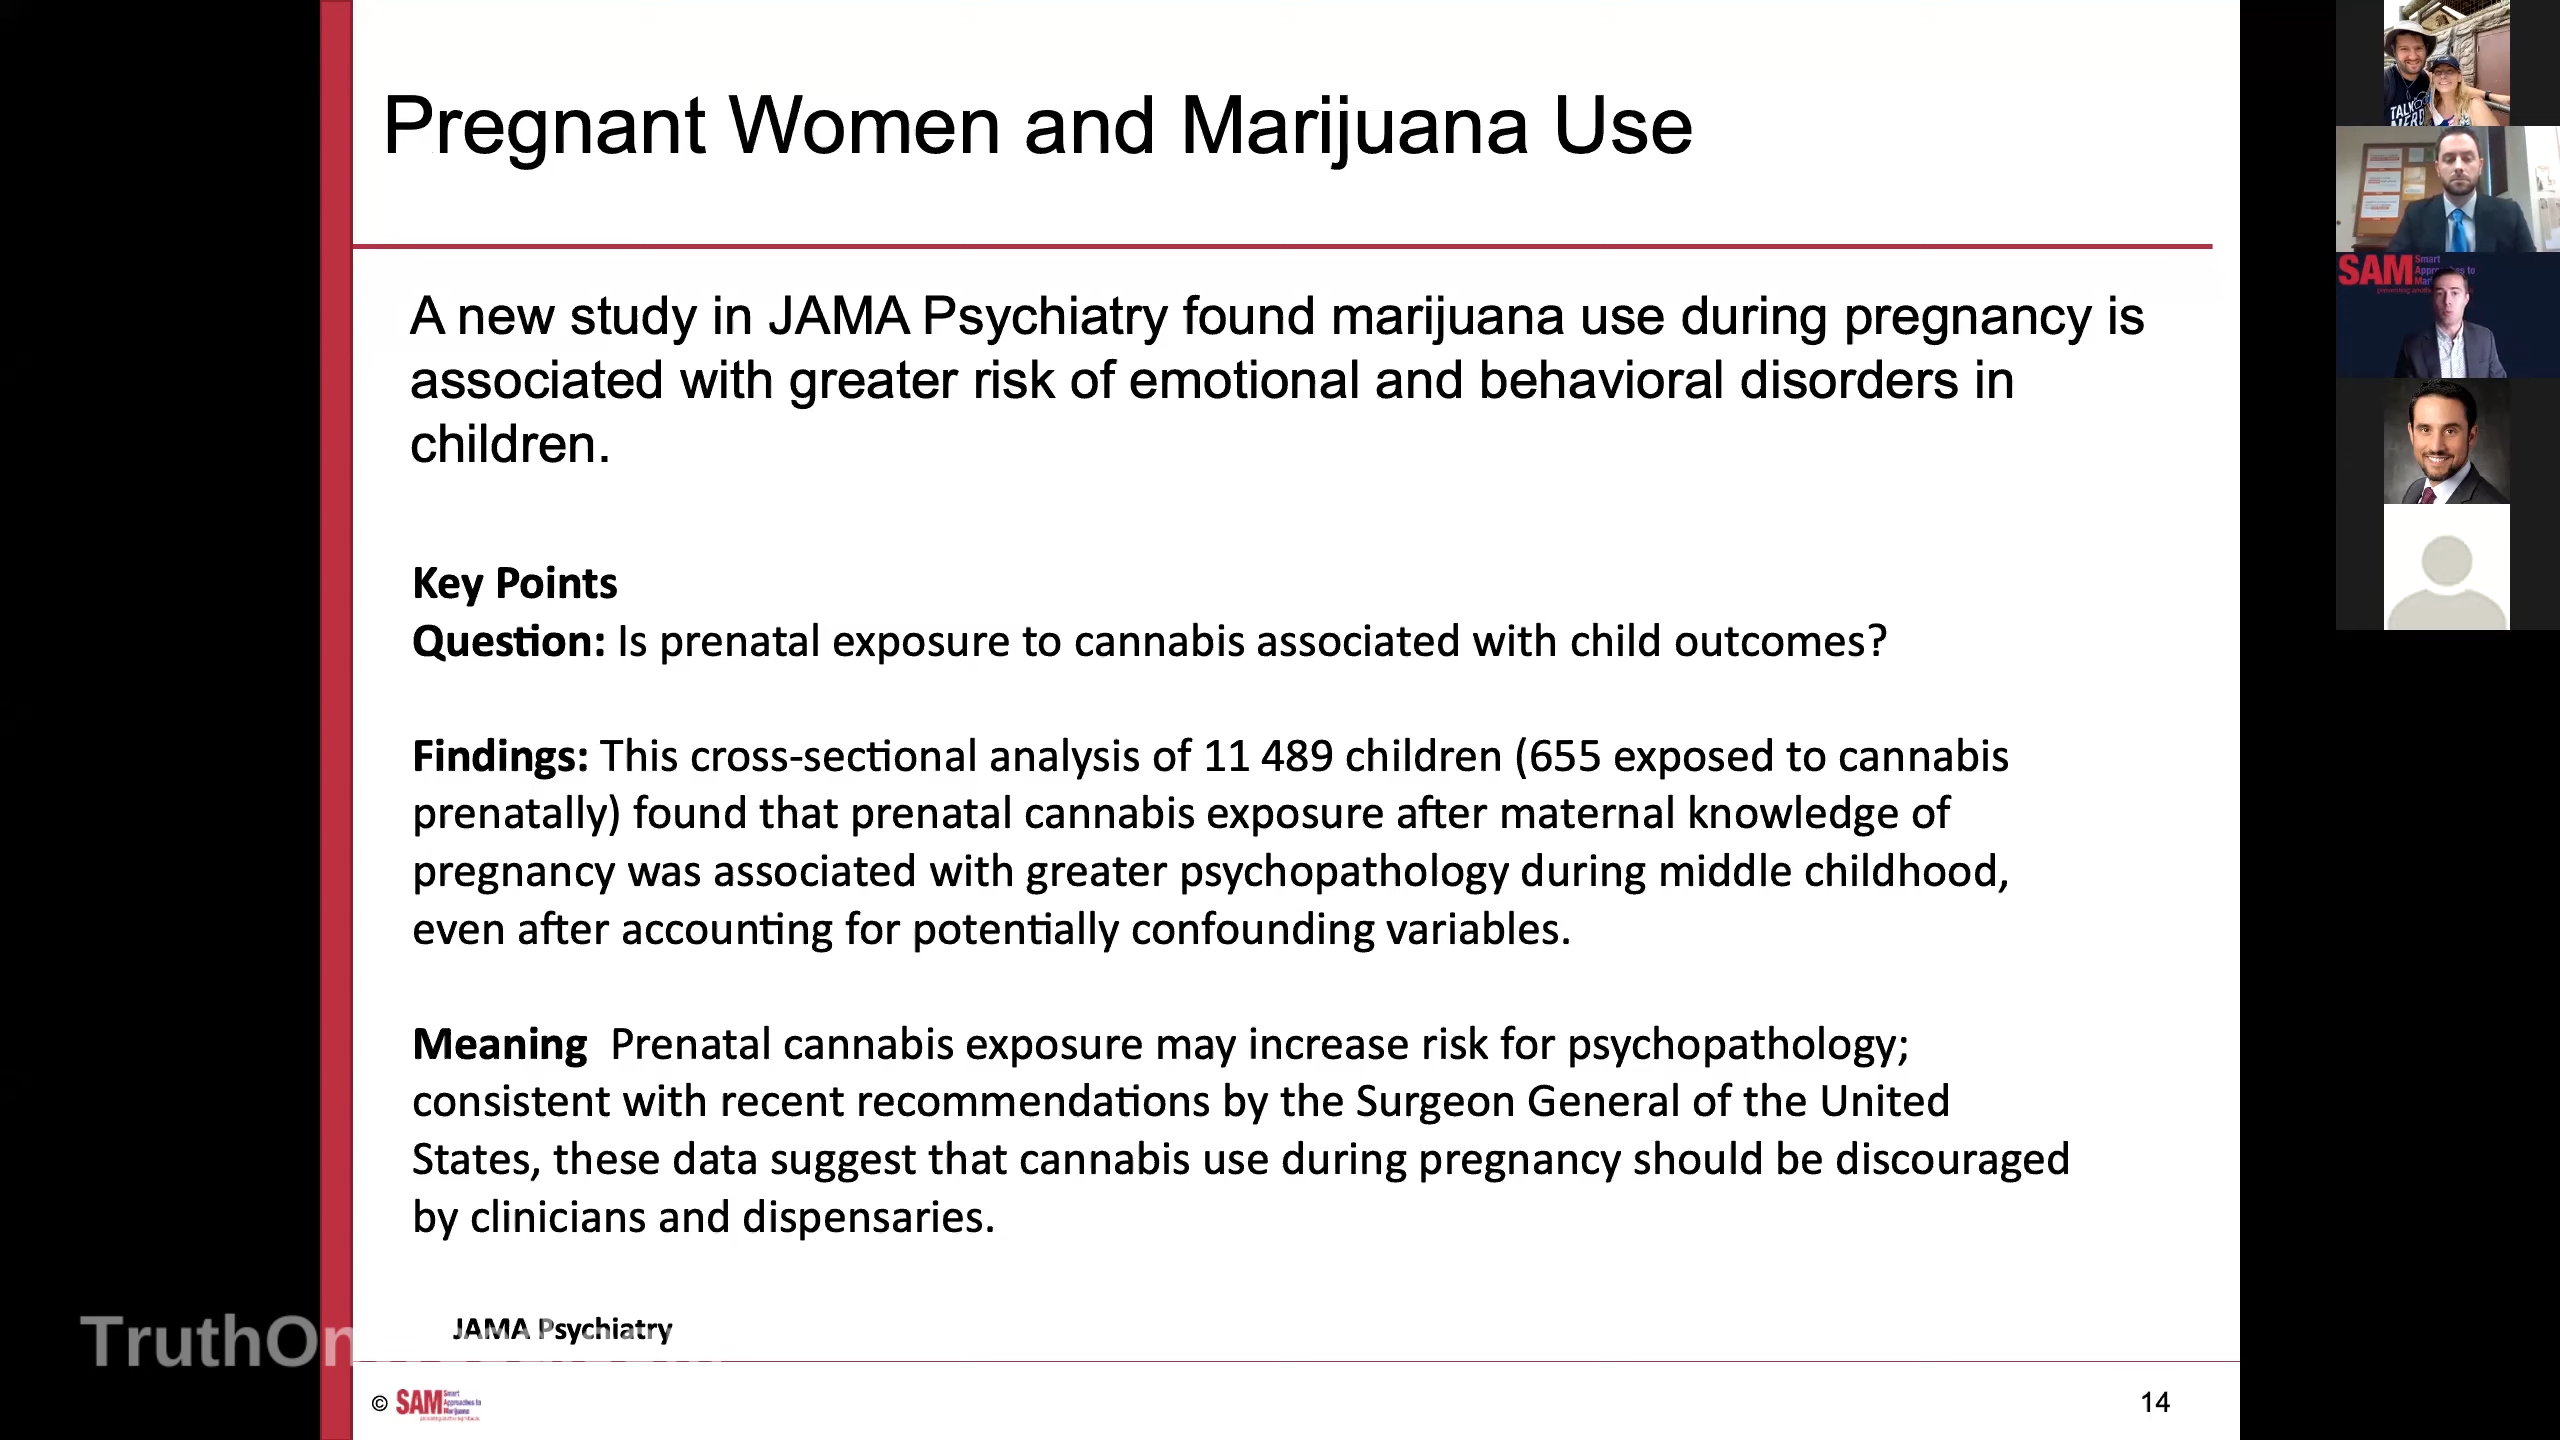 Pregnant Women and Marijuana Use
A new study in JAMA Psychiatry found marijuana use during pregnancy is
associated with greater risk of emotional and behavioral disorders in
children.
Key Points
Question: Is prenatal exposure to cannabis associated with child outcomes?
Findings: This cross-sectional analysis of 11 489 children (655 exposed to cannabis
prenatally) found that prenatal cannabis exposure after maternal knowledge of
pregnancy was associated with greater psychopathology during middle childhood,
even after accounting for potentially confounding variables.
Meaning  Prenatal cannabis exposure may increase risk for psychopathology;
consistent with recent recommendations by the Surgeon General of the United
States, these data suggest that cannabis use during pregnancy should be discouraged
by clinicians and dispensaries.
JAMA Psychiatry
© SAM Smart
Approaches to
Marijuana
14
SAM Smart
TALK